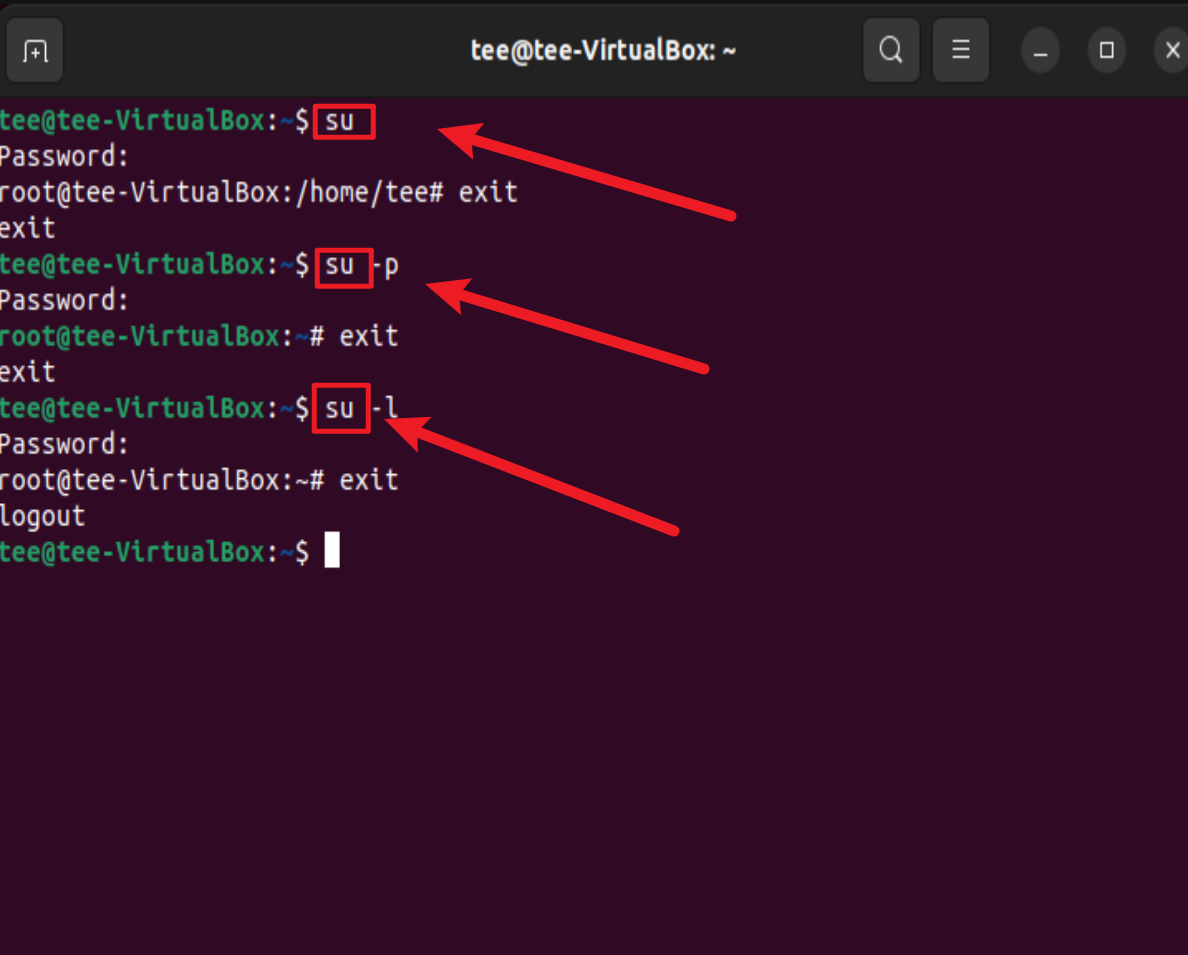 tee@tee-VirtualBox: ~
tee@tee-VirtualBox:~$ su
Password:
root@tee-VirtualBox:/home/tee# exit
exit
tee@tee-VirtualBox:~$ su -p
Password:
root@tee-VirtualBox:~# exit
exit
tee@tee-VirtualBox:~$ su -l
Password:
root@tee-VirtualBox:~# exit
logout
tee@tee-VirtualBox:~$